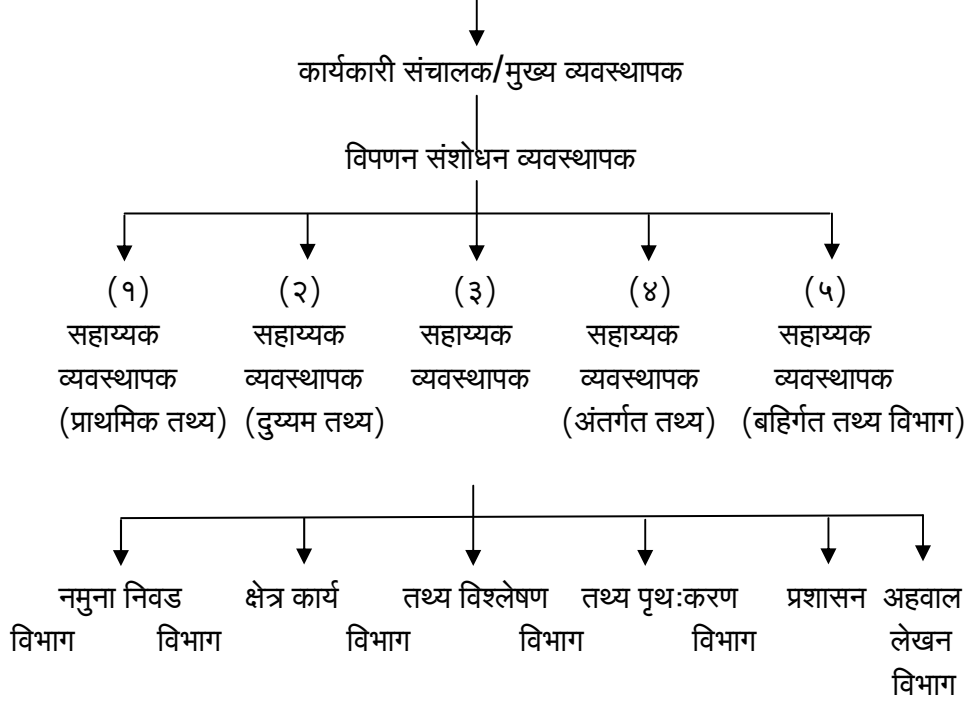 कार्यकारी संचालक/मुख्य व्यवस्थापक
विपणन संशोधन व्यवस्थापक
(१) (२) (३) (४) (५)
सहाय्यक सहाय्यक सहाय्यक सहाय्यक सहाय्यक
व्यवस्थापक व्यवस्थापक व्यवस्थापक व्यवस्थापक व्यवस्थापक
(प्राथमिक तथ्य) (दुय्यम तथ्य) (अंतर्गत तथ्य) (बहिर्गत तथ्य विभाग)
नमुना निवड क्षेत्र कार्य तथ्य विश्लेषण तथ्य पृथ:करण प्रशासन अहवाल
विभाग विभाग विभाग विभाग विभाग लेखन
विभाग